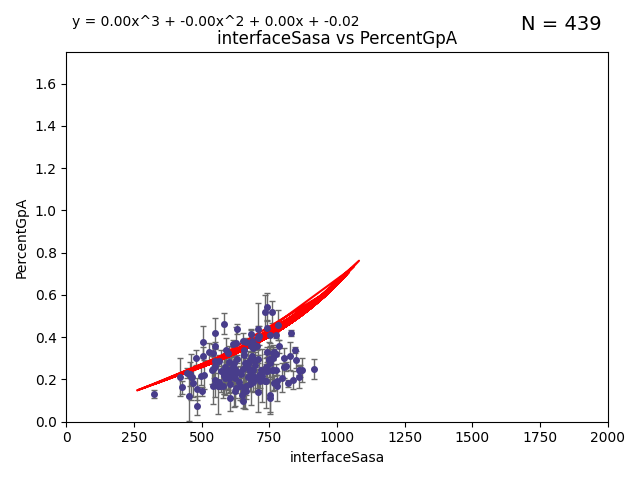 y = 0.00x^3 + -0.00x^2 + 0.00x + -0.02
N = 439
interfaceSasa vs PercentGpA
PercentGpA
1.6
1.4
1.2
1.0
0.8
0.6
0.4
0.2
0.0
0 250 500 750 1000 1250 1500 1750 2000
interfaceSasa